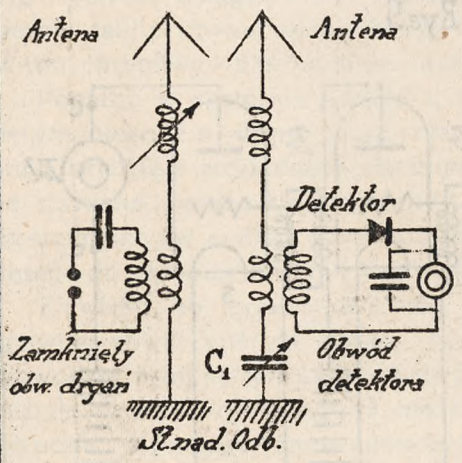 Antena
Antena
Detektor
Zamknięty
obw. drgań
C₁
Obwód
detektora
St. nad. Odb.